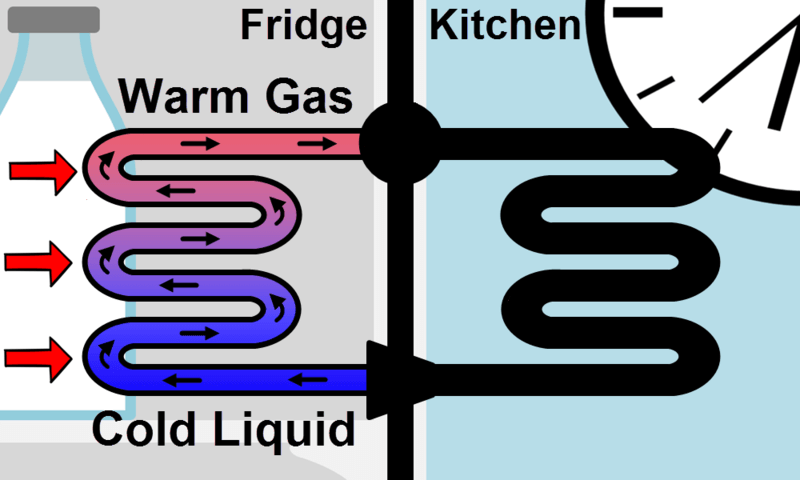 Fridge
Kitchen
Warm Gas
Cold Liquid